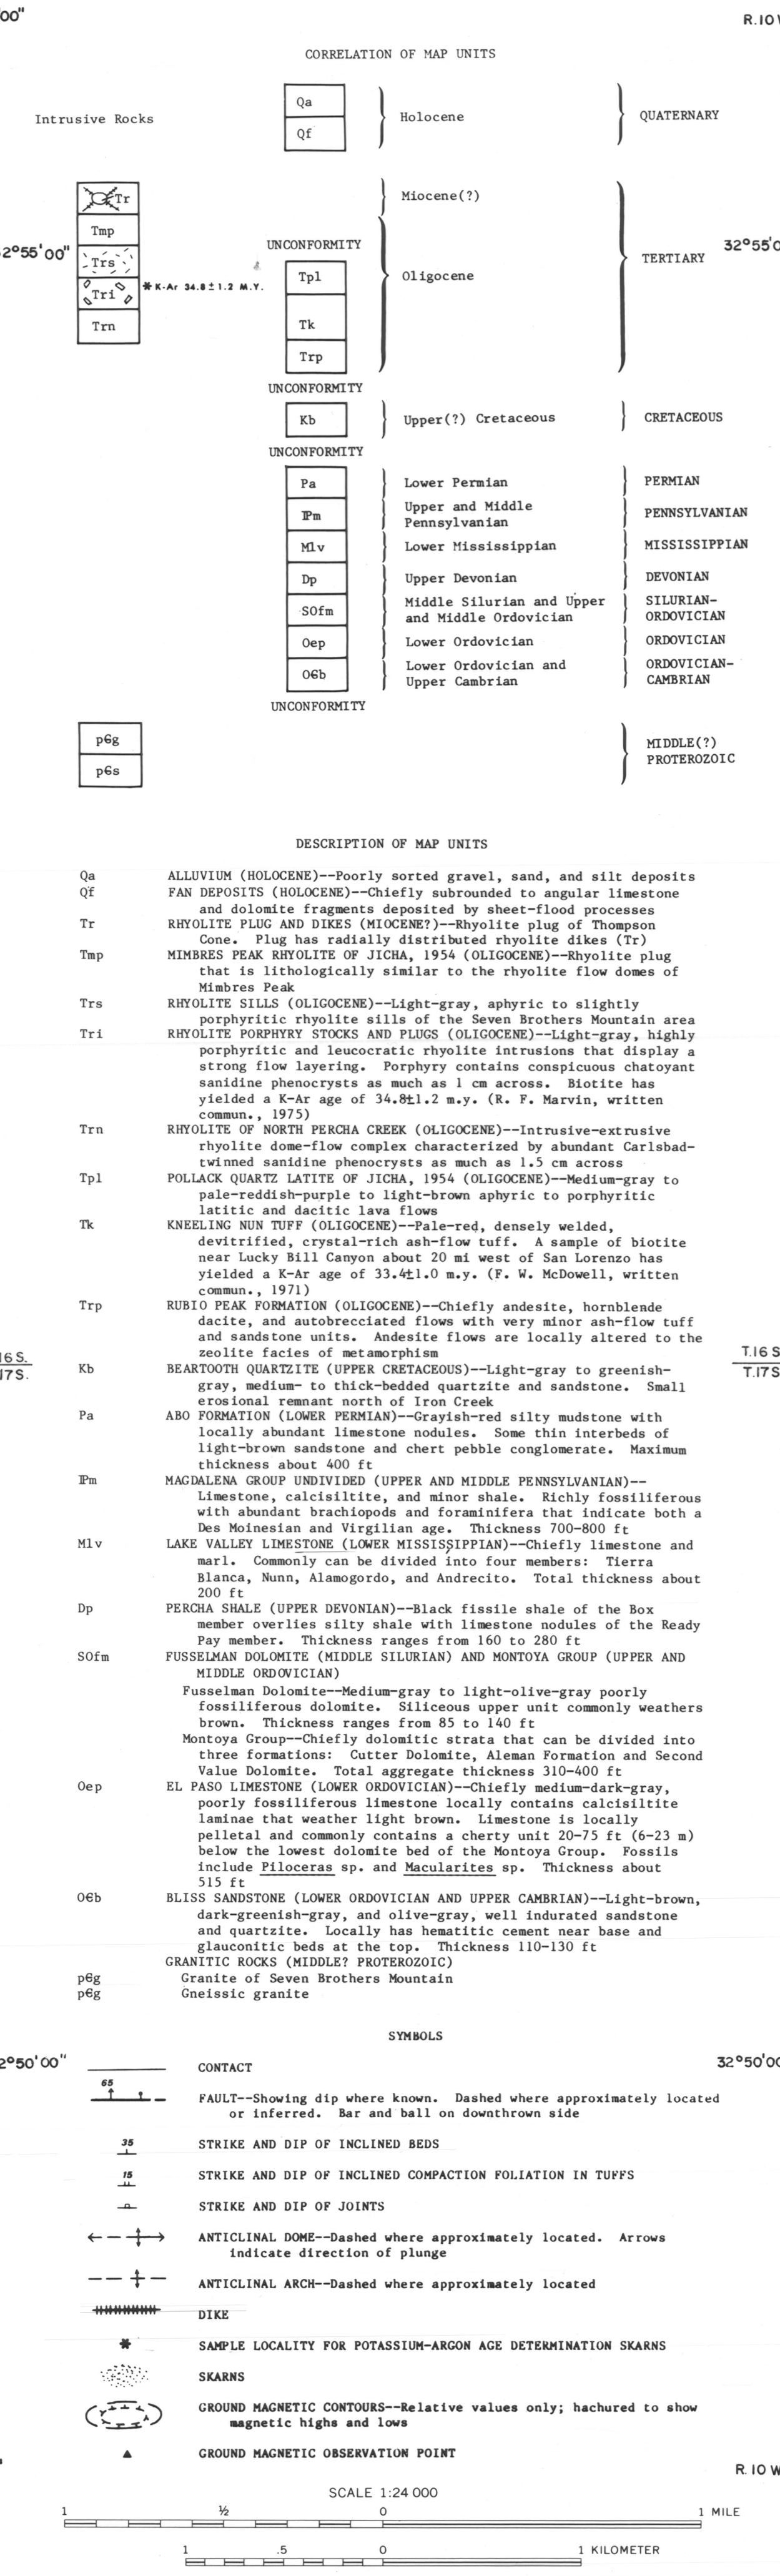 00"
R.10 W
CORRELATION OF MAP UNITS
Intrusive Rocks
Qa
Qf
Holocene
QUATERNARY
Tr
Tmp
Trs
Tri
Trn
*K-Ar 34.8±1.2 M.Y.
2°55'00"
32°55'0
Miocene(?)
UNCONFORMITY
Tpl
Tk
Trp
Oligocene
TERTIARY
UNCONFORMITY
Kb
Upper(?) Cretaceous
CRETACEOUS
UNCONFORMITY
Pa
Lower Permian
PERMIAN
ℙm
Upper and Middle
Pennsylvanian
PENNSYLVANIAN
Mlv
Lower Mississippian
MISSISSIPPIAN
Dp
Upper Devonian
DEVONIAN
SOfm
Middle Silurian and Upper
and Middle Ordovician
SILURIAN-
ORDOVICIAN
Oep
Lower Ordovician
ORDOVICIAN
OЄb
Lower Ordovician and
Upper Cambrian
ORDOVICIAN-
CAMBRIAN
UNCONFORMITY
pЄg
pЄs
MIDDLE(?)
PROTEROZOIC
DESCRIPTION OF MAP UNITS
Qa ALLUVIUM (HOLOCENE)--Poorly sorted gravel, sand, and silt deposits
Qf FAN DEPOSITS (HOLOCENE)--Chiefly subrounded to angular limestone
and dolomite fragments deposited by sheet-flood processes
Tr RHYOLITE PLUG AND DIKES (MIOCENE?)--Rhyolite plug of Thompson
Cone. Plug has radially distributed rhyolite dikes (Tr)
Tmp MIMBRES PEAK RHYOLITE OF JICHA, 1954 (OLIGOCENE)--Rhyolite plug
that is lithologically similar to the rhyolite flow domes of
Mimbres Peak
Trs RHYOLITE SILLS (OLIGOCENE)--Light-gray, aphyric to slightly
porphyritic rhyolite sills of the Seven Brothers Mountain area
Tri RHYOLITE PORPHYRY STOCKS AND PLUGS (OLIGOCENE)--Light-gray, highly
porphyritic and leucocratic rhyolite intrusions that display a
strong flow layering. Porphyry contains conspicuous chatoyant
sanidine phenocrysts as much as 1 cm across. Biotite has
yielded a K-Ar age of 34.8±1.2 m.y. (R. F. Marvin, written
commun., 1975)
Trn RHYOLITE OF NORTH PERCHA CREEK (OLIGOCENE)--Intrusive-extrusive
rhyolite dome-flow complex characterized by abundant Carlsbad-
twinned sanidine phenocrysts as much as 1.5 cm across
Tpl POLLACK QUARTZ LATITE OF JICHA, 1954 (OLIGOCENE)--Medium-gray to
pale-reddish-purple to light-brown aphyric to porphyritic
latitic and dacitic lava flows
Tk KNEELING NUN TUFF (OLIGOCENE)--Pale-red, densely welded,
devitrified, crystal-rich ash-flow tuff. A sample of biotite
near Lucky Bill Canyon about 20 mi west of San Lorenzo has
yielded a K-Ar age of 33.4±1.0 m.y. (F. W. McDowell, written
commun., 1971)
Trp RUBIO PEAK FORMATION (OLIGOCENE)--Chiefly andesite, hornblende
dacite, and autobrecciated flows with very minor ash-flow tuff
and sandstone units. Andesite flows are locally altered to the
zeolite facies of metamorphism
16 S.
17 S.
T.16 S
T.17 S
Kb BEARTOOTH QUARTZITE (UPPER CRETACEOUS)--Light-gray to greenish-
gray, medium- to thick-bedded quartzite and sandstone. Small
erosional remnant north of Iron Creek
Pa ABO FORMATION (LOWER PERMIAN)--Grayish-red silty mudstone with
locally abundant limestone nodules. Some thin interbeds of
light-brown sandstone and chert pebble conglomerate. Maximum
thickness about 400 ft
ℙm MAGDALENA GROUP UNDIVIDED (UPPER AND MIDDLE PENNSYLVANIAN)--
Limestone, calcisiltite, and minor shale. Richly fossiliferous
with abundant brachiopods and foraminifera that indicate both a
Des Moinesian and Virgilian age. Thickness 700-800 ft
Mlv LAKE VALLEY LIMESTONE (LOWER MISSISSIPPIAN)--Chiefly limestone and
marl. Commonly can be divided into four members: Tierra
Blanca, Nunn, Alamogordo, and Andrecito. Total thickness about
200 ft
Dp PERCHA SHALE (UPPER DEVONIAN)--Black fissile shale of the Box
member overlies silty shale with limestone nodules of the Ready
Pay member. Thickness ranges from 160 to 280 ft
SOfm FUSSELMAN DOLOMITE (MIDDLE SILURIAN) AND MONTOYA GROUP (UPPER AND
MIDDLE ORDOVICIAN)
Fusselman Dolomite--Medium-gray to light-olive-gray poorly
fossiliferous dolomite. Siliceous upper unit commonly weathers
brown. Thickness ranges from 85 to 140 ft
Montoya Group--Chiefly dolomitic strata that can be divided into
three formations: Cutter Dolomite, Aleman Formation and Second
Value Dolomite. Total aggregate thickness 310-400 ft
Oep EL PASO LIMESTONE (LOWER ORDOVICIAN)--Chiefly medium-dark-gray,
poorly fossiliferous limestone locally contains calcisiltite
laminae that weather light brown. Limestone is locally
pelletal and commonly contains a cherty unit 20-75 ft (6-23 m)
below the lowest dolomite bed of the Montoya Group. Fossils
include Piloceras sp. and Macularites sp. Thickness about
515 ft
OЄb BLISS SANDSTONE (LOWER ORDOVICIAN AND UPPER CAMBRIAN)--Light-brown,
dark-greenish-gray, and olive-gray, well indurated sandstone
and quartzite. Locally has hematitic cement near base and
glauconitic beds at the top. Thickness 110-130 ft
GRANITIC ROCKS (MIDDLE? PROTEROZOIC)
pЄg Granite of Seven Brothers Mountain
pЄg Gneissic granite
SYMBOLS
2°50'00"
32°50'00
CONTACT
65
FAULT--Showing dip where known. Dashed where approximately located
or inferred. Bar and ball on downthrown side
35
STRIKE AND DIP OF INCLINED BEDS
15
STRIKE AND DIP OF INCLINED COMPACTION FOLIATION IN TUFFS
STRIKE AND DIP OF JOINTS
ANTICLINAL DOME--Dashed where approximately located. Arrows
indicate direction of plunge
ANTICLINAL ARCH--Dashed where approximately located
DIKE
* SAMPLE LOCALITY FOR POTASSIUM-ARGON AGE DETERMINATION SKARNS
SKARNS
GROUND MAGNETIC CONTOURS--Relative values only; hachured to show
magnetic highs and lows
GROUND MAGNETIC OBSERVATION POINT
R. 10 W
SCALE 1:24 000
1 ½ 0 1 MILE
1 .5 0 1 KILOMETER